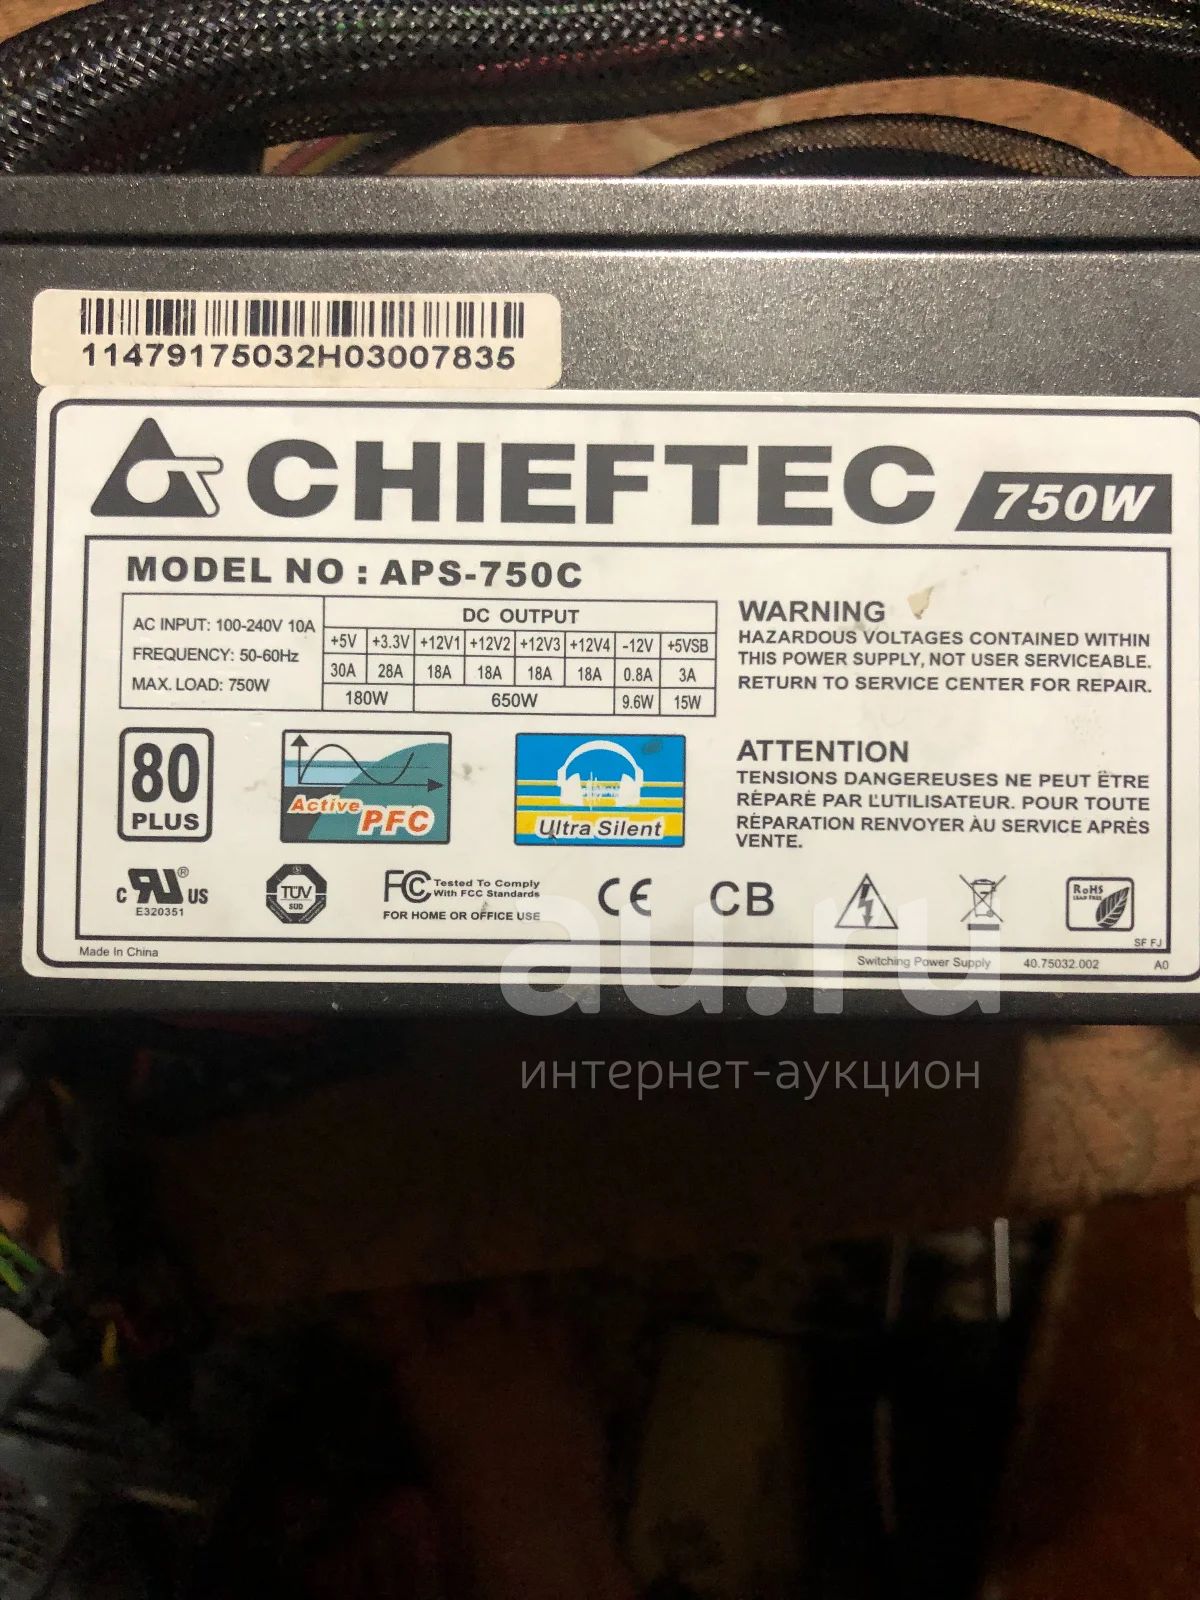 11479175032H03007835
CHIEFTEC 750W
MODEL NO : APS-750C
AC INPUT: 100-240V 10A
FREQUENCY: 50-60Hz
MAX. LOAD: 750W
DC OUTPUT
+5V +3.3V +12V1 +12V2 +12V3 +12V4 -12V +5VSB
30A 28A 18A 18A 18A 18A 0.8A 3A
180W 650W 9.6W 15W
WARNING
HAZARDOUS VOLTAGES CONTAINED WITHIN
THIS POWER SUPPLY, NOT USER SERVICEABLE.
RETURN TO SERVICE CENTER FOR REPAIR.
80
PLUS
Active
PFC
Ultra Silent
ATTENTION
TENSIONS DANGEREUSES NE PEUT ÊTRE
RÉPARÉ PAR L'UTILISATEUR. POUR TOUTE
RÉPARATION RENVOYER ÀU SERVICE APRÈS
VENTE.
C RU® US
E320351
TÜV
SUD
FC Tested To Comply
With FCC Standards
FOR HOME OR OFFICE USE
CE
CB
RoHS
LEAD FREE
SF FJ
Made In China
Switching Power Supply 40.75032.002 A0
au.ru
интернет-аукцион